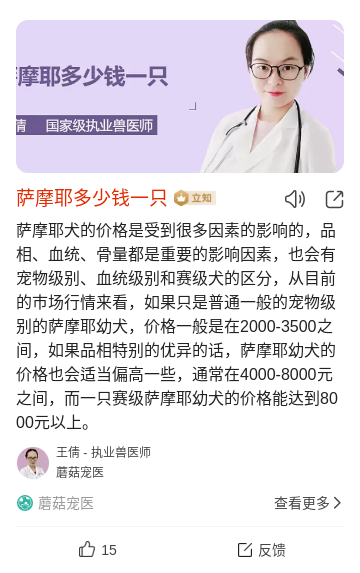 摩耶多少钱一只
倩 国家级执业兽医师
萨摩耶多少钱一只 立知
萨摩耶犬的价格是受到很多因素的影响的，品
相、血统、骨量都是重要的影响因素，也会有
宠物级别、血统级别和赛级犬的区分，从目前
的市场行情来看，如果只是普通一般的宠物级
别的萨摩耶幼犬，价格一般是在2000-3500之
间，如果品相特别的优异的话，萨摩耶幼犬的
价格也会适当偏高一些，通常在4000-8000元
之间，而一只赛级萨摩耶幼犬的价格能达到80
00元以上。
王倩 - 执业兽医师
蘑菇宠医
蘑菇宠医 查看更多
15 反馈